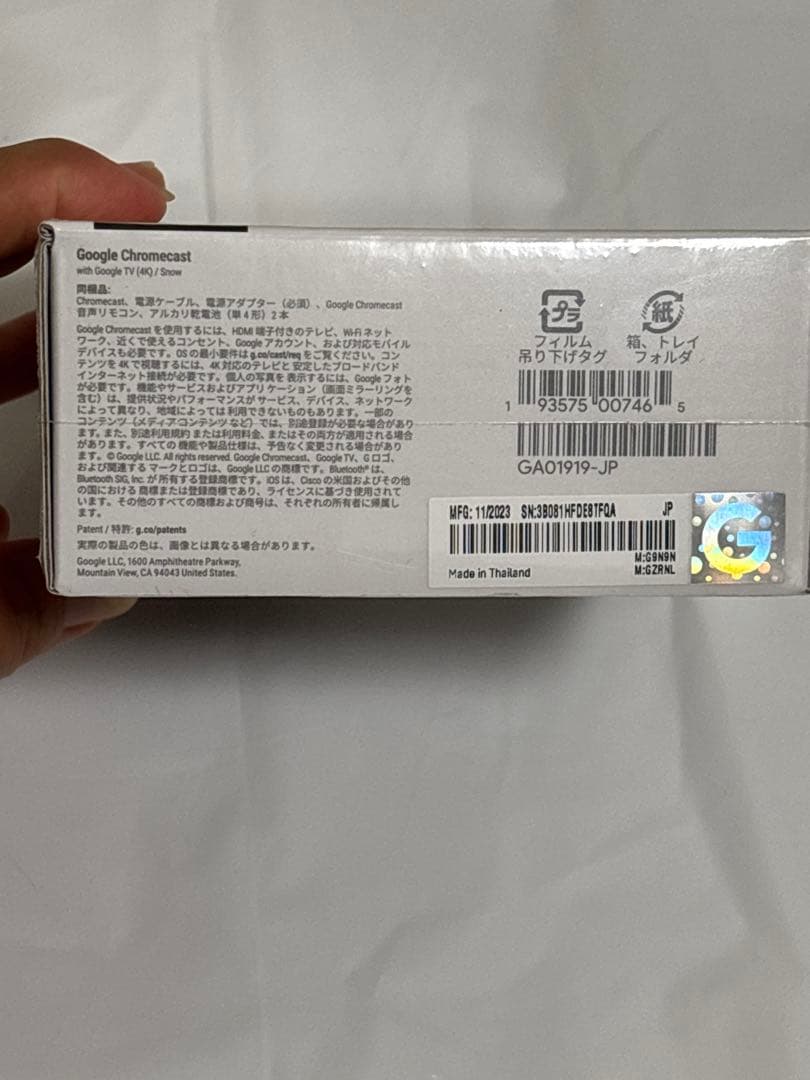 Google Chromecast
with Google TV (4K) / Snow
同梱品:
Chromecast、電源ケーブル、電源アダプター（必須）、Google Chromecast
音声リモコン、アルカリ乾電池（単4形）2本
Google Chromecast を使用するには、HDMI 端子付きのテレビ、Wi-Fi ネット
ワーク、近くで使えるコンセント、Google アカウント、および対応モバイル
デバイスも必要です。OS の最小要件は g.co/cast/req をご覧ください。コン
テンツを 4K で視聴するには、4K 対応のテレビと安定したブロードバンド
インターネット接続が必要です。個人の写真を表示するには、Google フォト
が必要です。機能やサービスおよびアプリケーション（画面ミラーリングを
含む）は、提供状況やパフォーマンスがサービス、デバイス、ネットワーク
によって異なり、地域によっては利用できないものもあります。一部の
コンテンツ（メディア コンテンツなど）では、別途登録が必要な場合があり
ます。また、別途利用規約または利用料金、またはその両方が適用される場合
があります。すべての機能や製品仕様は、予告なく変更される場合があり
ます。© Google LLC. All rights reserved. Google Chromecast、Google TV、G ロゴ、
および関連するマークとロゴは、Google LLC の商標です。Bluetooth® は、
Bluetooth SIG, Inc. が所有する登録商標です。iOS は、Cisco の米国およびその他
の国における商標または登録商標であり、ライセンスに基づき使用されて
います。その他のすべての商標および商号は、それぞれの所有者に帰属し
ます。
Patent / 特許: g.co/patents
実際の製品の色は、画像とは異なる場合があります。
Google LLC, 1600 Amphitheatre Parkway,
Mountain View, CA 94043 United States.
プラ
フィルム
吊り下げタグ
紙
箱、トレイ
フォルダ
1 93575 00746 5
GA01919-JP
MFG: 11/2023 SN:3B081HFDE8TFQA JP
M:G9N9N
Made in Thailand M:GZRNL
G